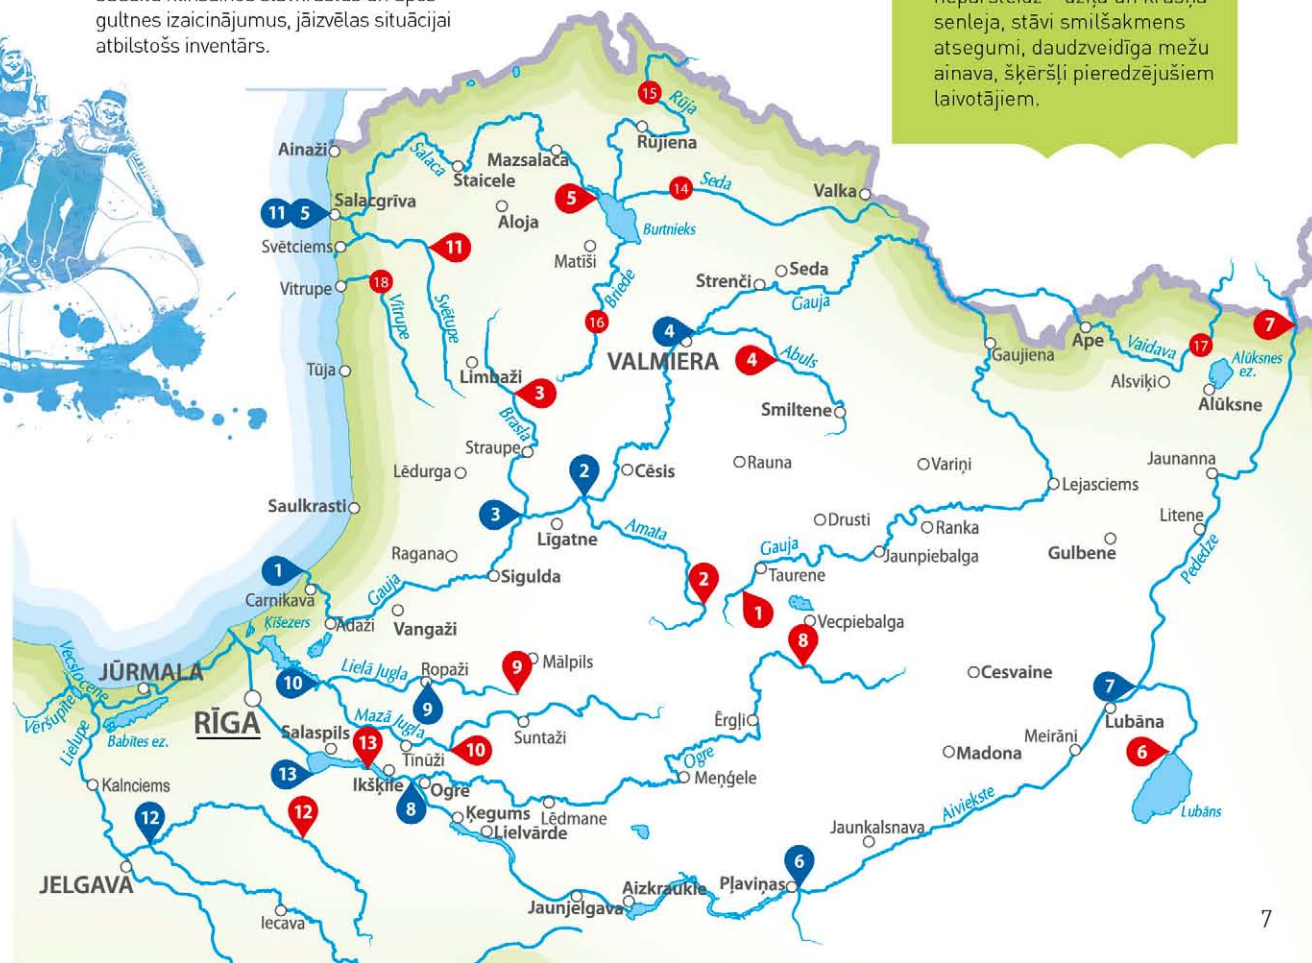 gultnes izaicinājumus, jāizvēlas situācijai
atbilstošs inventārs.
senleja, stāvi smilšakmens
atsegumi, daudzveidīga mežu
ainava, šķēršļi pieredzējušiem
laivotājiem.
15
Rūja
Rūjiena
Ainaži
Salaca
Mazsalaca
Staicele
14
Seda
Valka
5
11 5
Salacgrīva
Aloja
Burtnieks
Svētciems
11
Matīši
Strenči
Seda
Gauja
Vitrupe
18
Vitrupe
Svētupe
Briede
16
4
VALMIERA
4
Abuls
Gaujiena
Ape
Vaidava
17
7
Alūksnes
ez.
Alsviķi
Alūksne
Tūja
Limbaži
3
Brasla
Smiltene
Straupe
Lēdurga
2
Cēsis
Rauna
Variņi
Jaunanna
Lejasciems
Saulkrasti
3
Līgatne
Amata
Drusti
Ranka
Litene
Gulbene
Pededze
Ragana
Gauja
Jaunpiebalga
1
Sigulda
Taurene
2
1
Carnikava
Gauja
Ķīšezers
Ādaži
Vangaži
Vecpiebalga
8
Vecslocene
JŪRMALA
Lielā Jugla
Ropaži
9
Mālpils
Cesvaine
10
9
7
Vēršupīte
Lielupe
Babītes ez.
RĪGA
Mazā Jugla
Suntaži
Ērgļi
Lubāna
Salaspils
13
Tīnūži
10
Ogre
Meņģele
Madona
Meirāni
6
13
Ikšķile
Ogre
8
Kalnciems
12
12
Ķegums
Lēdmane
Lielvārde
Aiviekste
Lubāns
Jaunkalsnava
6
JELGAVA
Aizkraukle
Pļaviņas
Jaunjelgava
Iecava
7